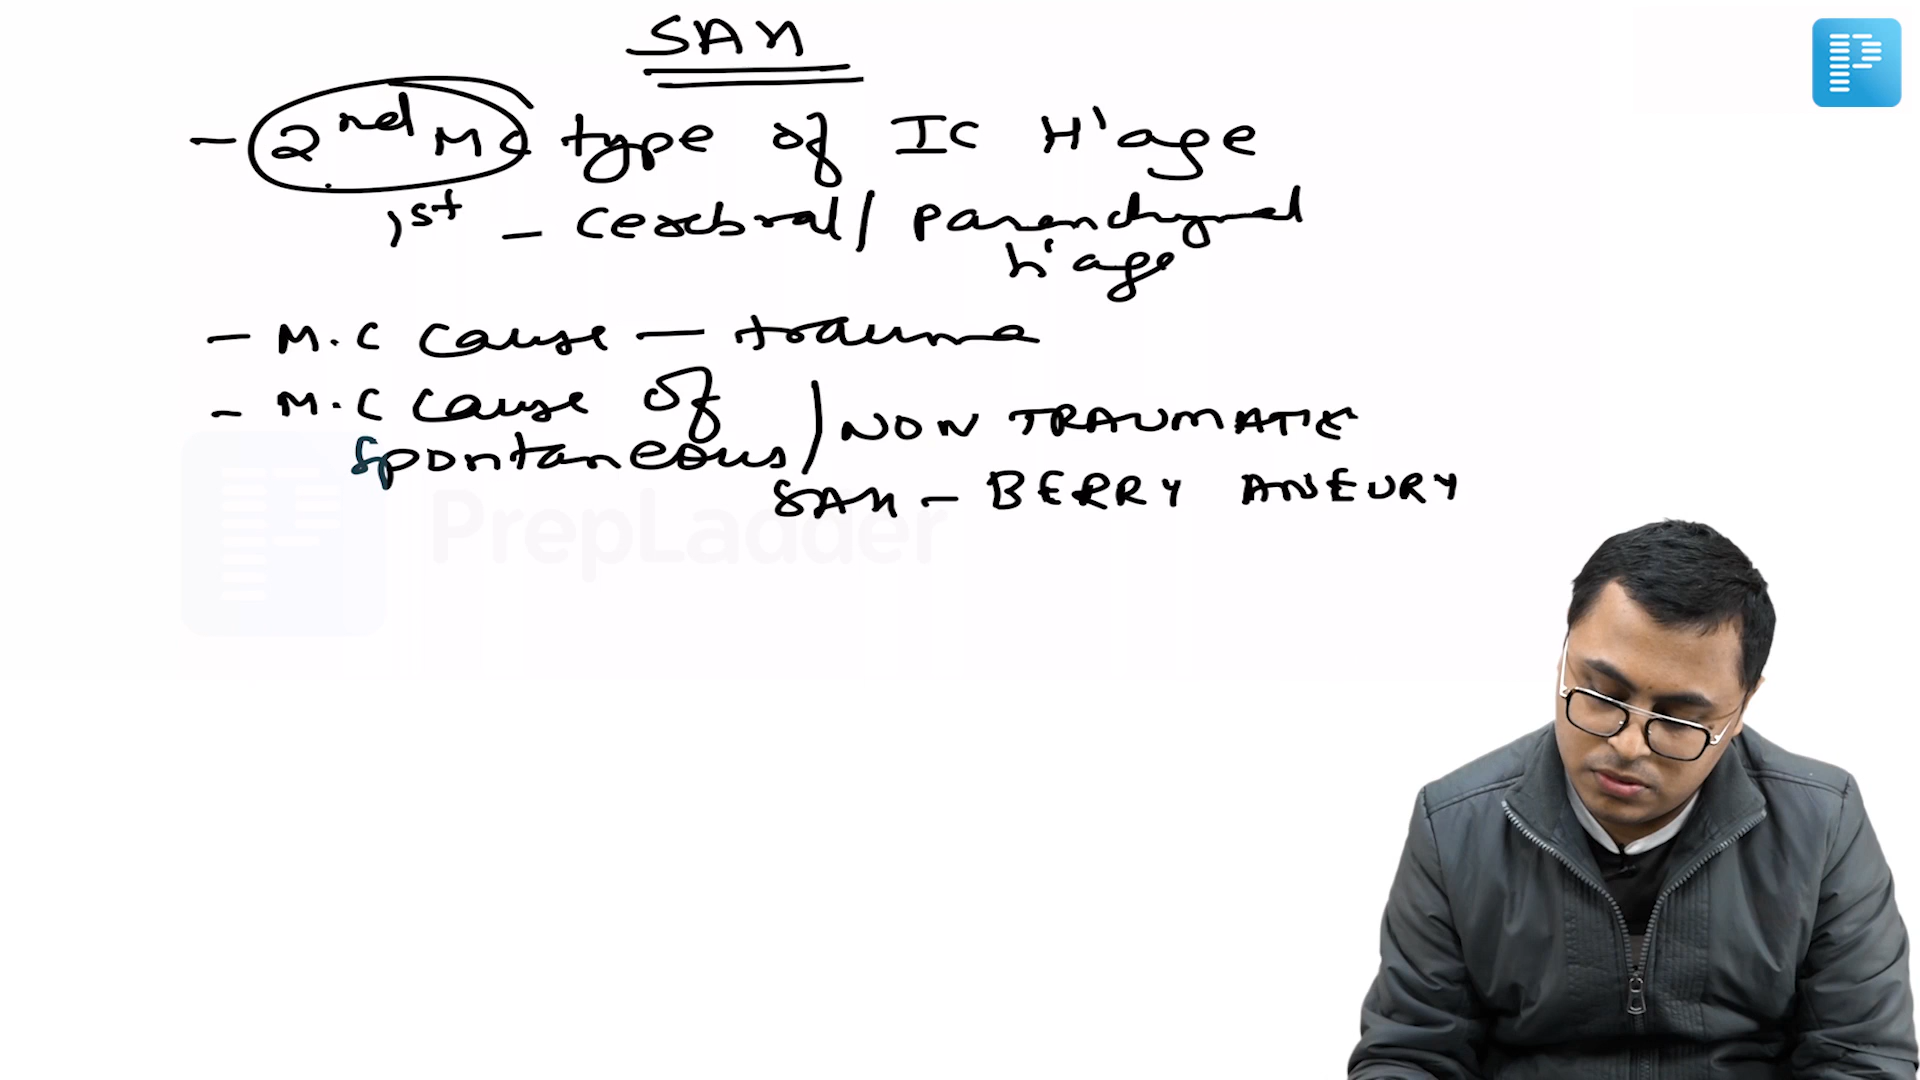 SAH
- 2nd MC type of IC H'age
1st - cerebral / parenchymal
h'age
- M.C cause - trauma
- M.C cause of
spontaneous / NON TRAUMATIC
SAH - BERRY ANEURY
PrepLadder